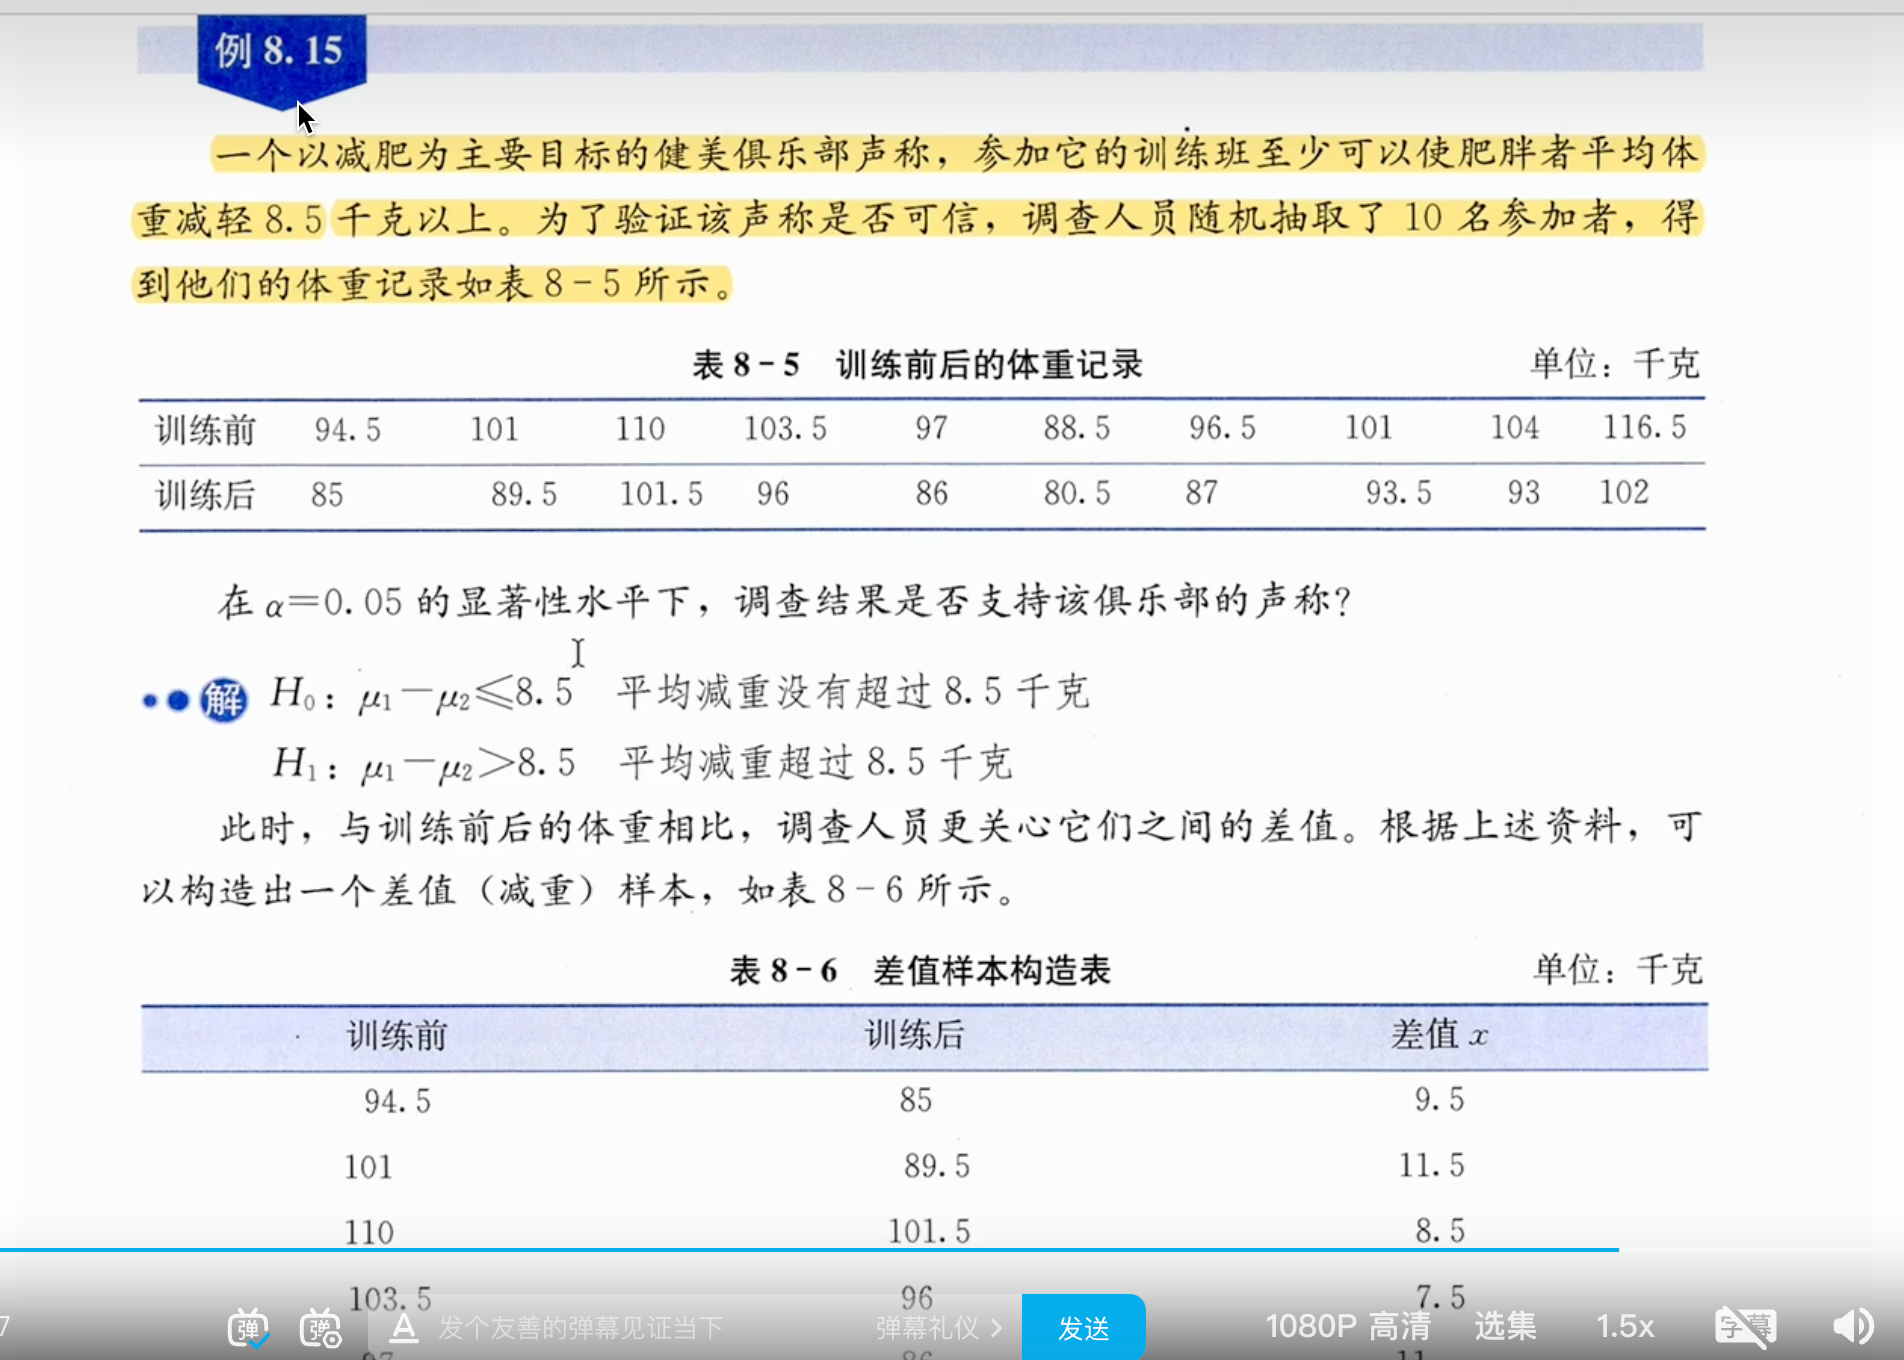 例 8.15
一个以减肥为主要目标的健美俱乐部声称，参加它的训练班至少可以使肥胖者平均体
重减轻 8.5 千克以上。为了验证该声称是否可信，调查人员随机抽取了 10 名参加者，得
到他们的体重记录如表 8-5 所示。
表 8-5 训练前后的体重记录 单位：千克
训练前 94.5 101 110 103.5 97 88.5 96.5 101 104 116.5
训练后 85 89.5 101.5 96 86 80.5 87 93.5 93 102
在 α=0.05 的显著性水平下，调查结果是否支持该俱乐部的声称?
解 H₀：μ₁－μ₂≤8.5 平均减重没有超过 8.5 千克
H₁：μ₁－μ₂>8.5 平均减重超过 8.5 千克
此时，与训练前后的体重相比，调查人员更关心它们之间的差值。根据上述资料，可
以构造出一个差值（减重）样本，如表 8-6 所示。
表 8-6 差值样本构造表 单位：千克
训练前 训练后 差值 x
94.5 85 9.5
101 89.5 11.5
110 101.5 8.5
103.5 96 7.5
7 弹 弹 A 发个友善的弹幕见证当下 弹幕礼仪 > 发送 1080P 高清 选集 1.5x 字幕